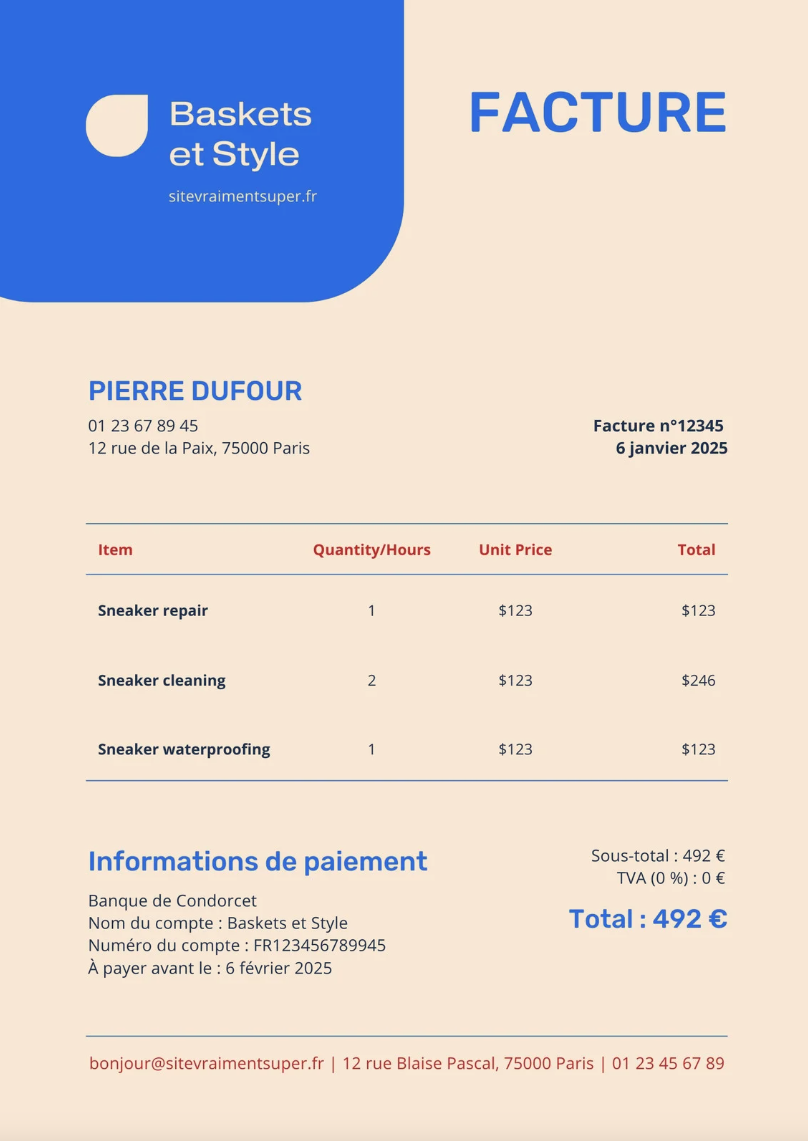 Baskets
et Style
sitevraimentsuper.fr
FACTURE
PIERRE DUFOUR
01 23 67 89 45
12 rue de la Paix, 75000 Paris
Facture n°12345
6 janvier 2025
Item Quantity/Hours Unit Price Total
Sneaker repair 1 $123 $123
Sneaker cleaning 2 $123 $246
Sneaker waterproofing 1 $123 $123
Informations de paiement
Banque de Condorcet
Nom du compte : Baskets et Style
Numéro du compte : FR123456789945
À payer avant le : 6 février 2025
Sous-total : 492 €
TVA (0 %) : 0 €
Total : 492 €
bonjour@sitevraimentsuper.fr | 12 rue Blaise Pascal, 75000 Paris | 01 23 45 67 89